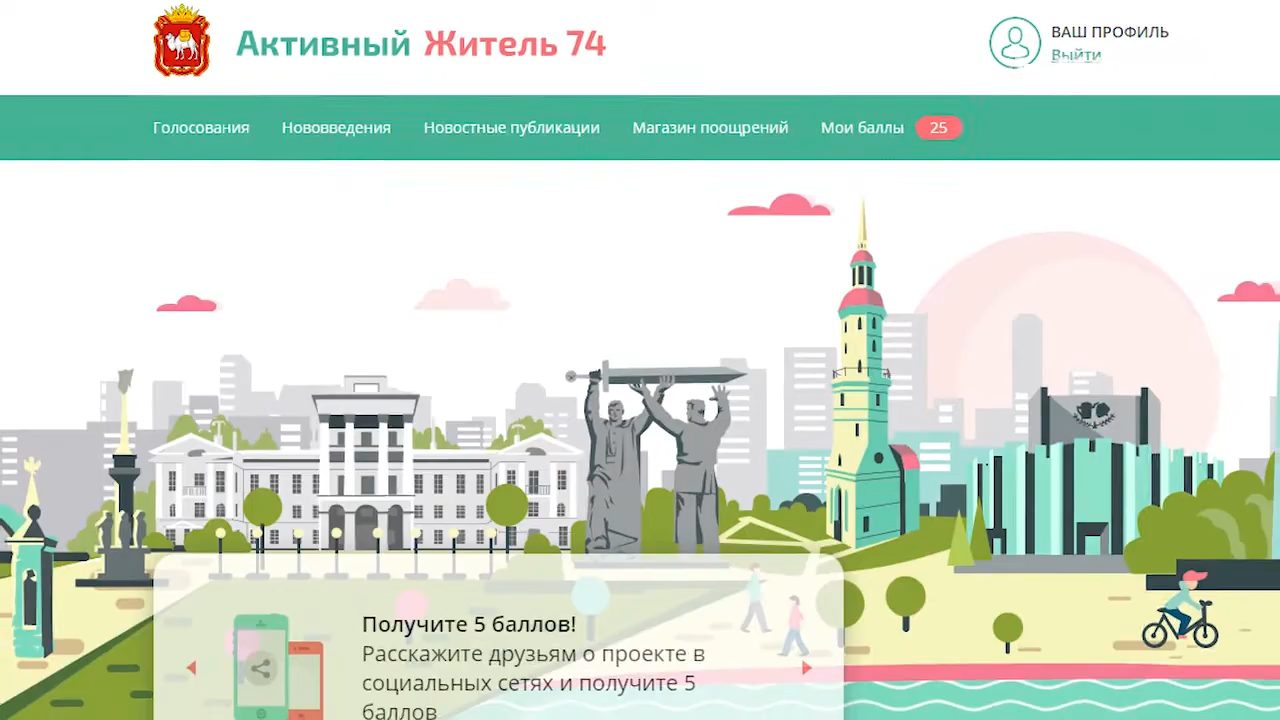 Активный Житель 74
ВАШ ПРОФИЛЬ
Выйти
Голосования Нововведения Новостные публикации Магазин поощрений Мои баллы 25
Получите 5 баллов!
Расскажите друзьям о проекте в
социальных сетях и получите 5
баллов